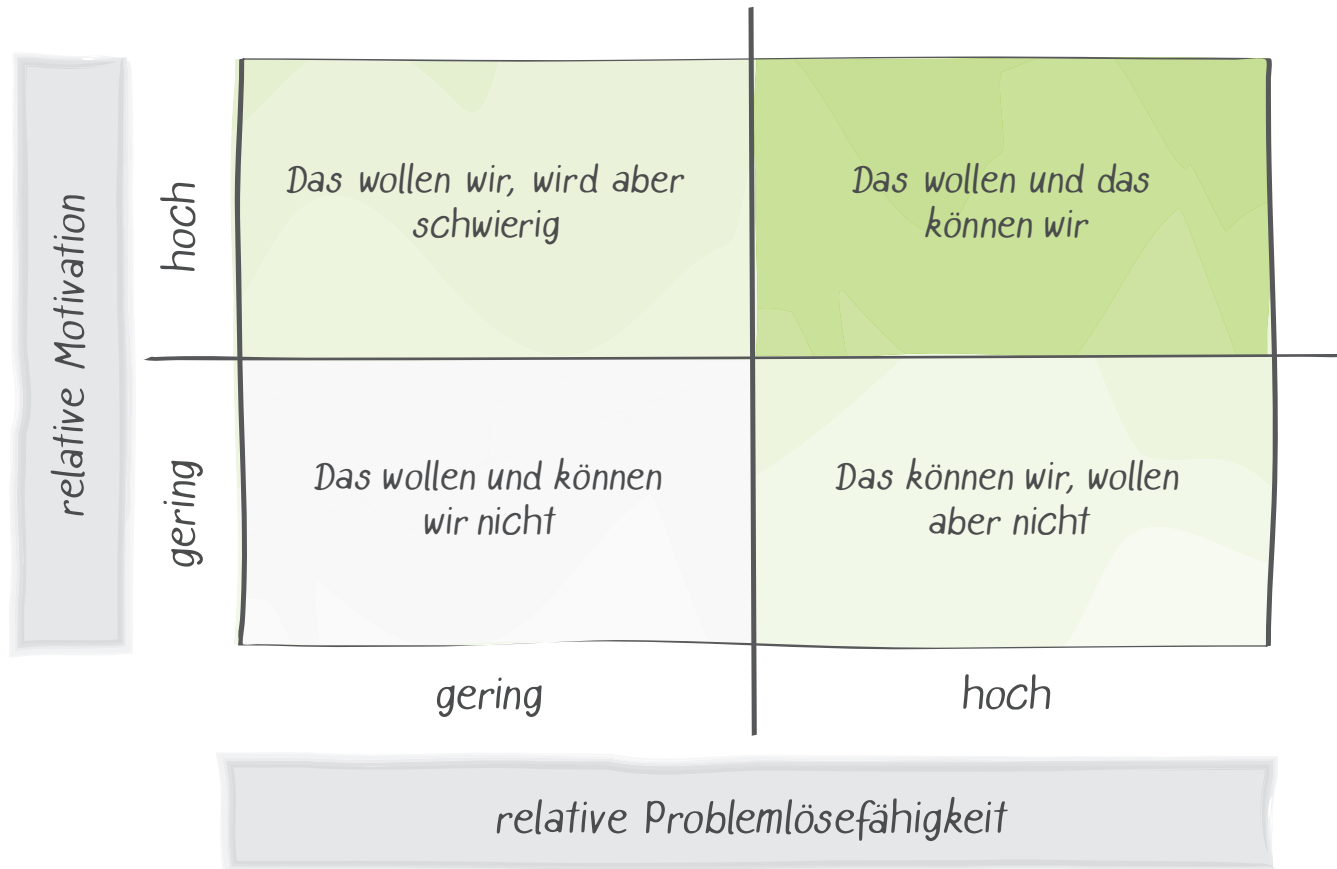 relative Motivation
hoch
Das wollen wir, wird aber
schwierig
Das wollen und das
können wir
gering
Das wollen und können
wir nicht
Das können wir, wollen
aber nicht
gering
hoch
relative Problemlösefähigkeit